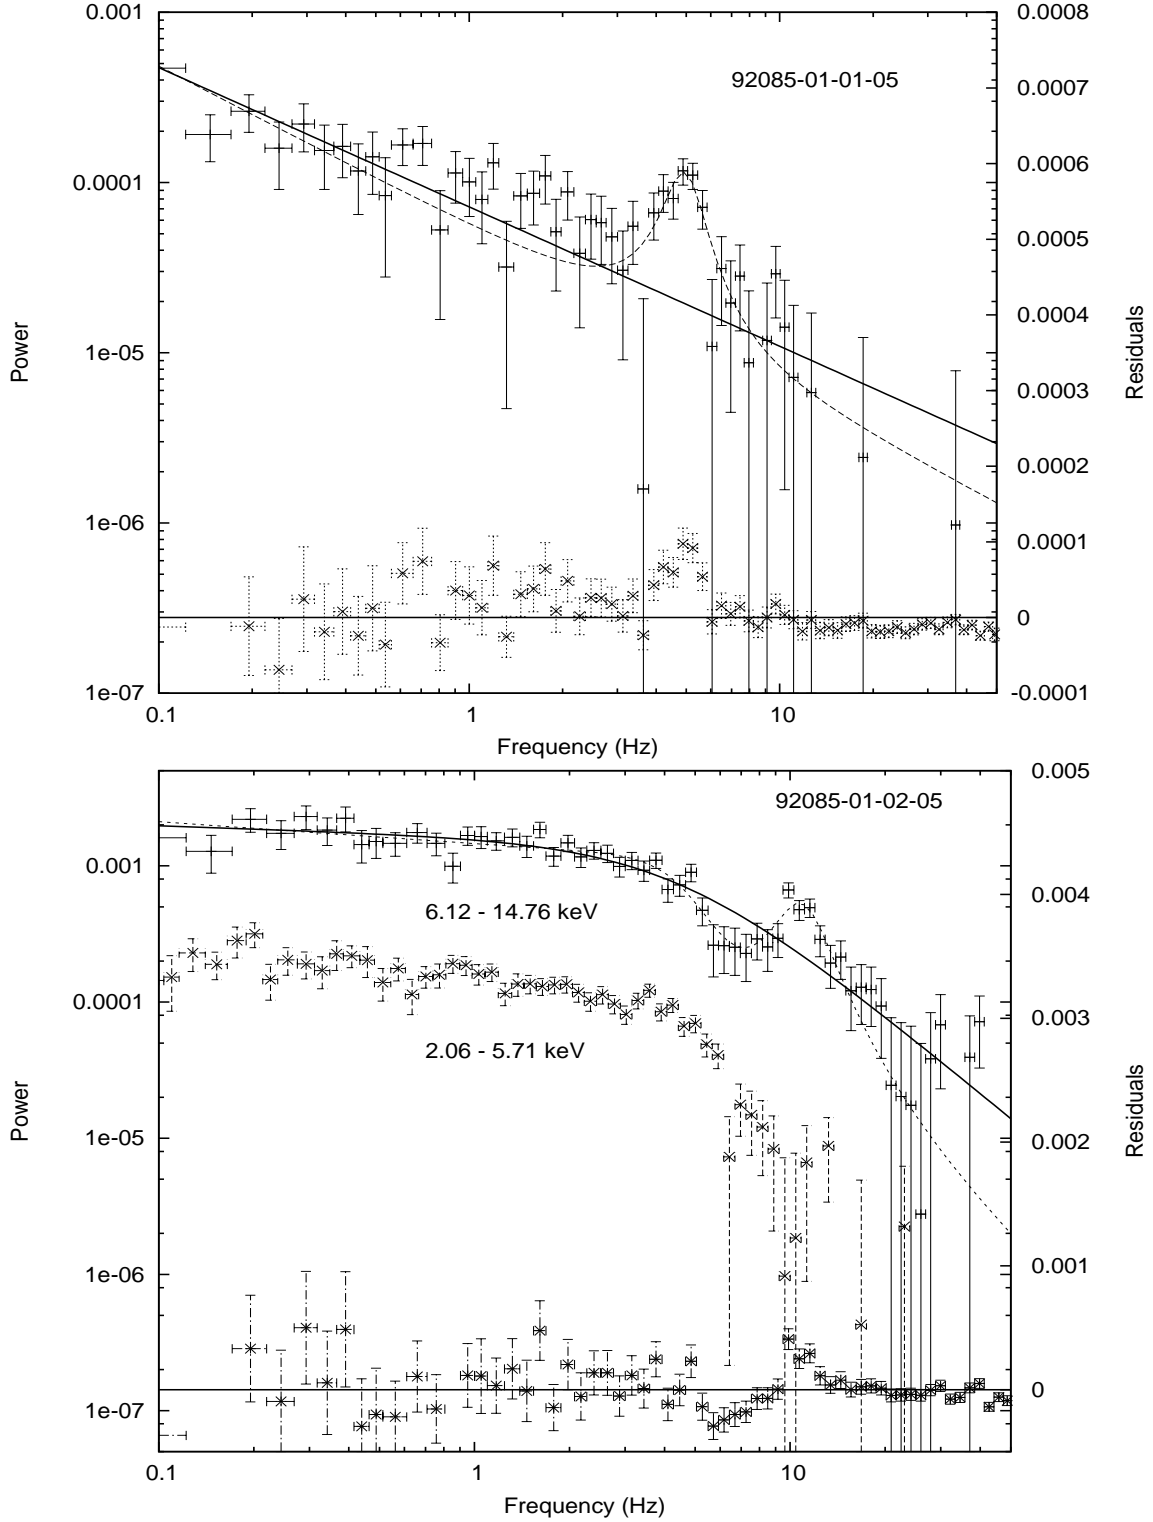 0.001
0.0001
1e-05
1e-06
1e-07
0.0008
0.0007
0.0006
0.0005
0.0004
0.0003
0.0002
0.0001
0
-0.0001
92085-01-01-05
Power
Residuals
0.1
1
10
Frequency (Hz)
0.001
0.0001
1e-05
1e-06
1e-07
0.005
0.004
0.003
0.002
0.001
0
92085-01-02-05
6.12 - 14.76 keV
2.06 - 5.71 keV
Power
Residuals
0.1
1
10
Frequency (Hz)